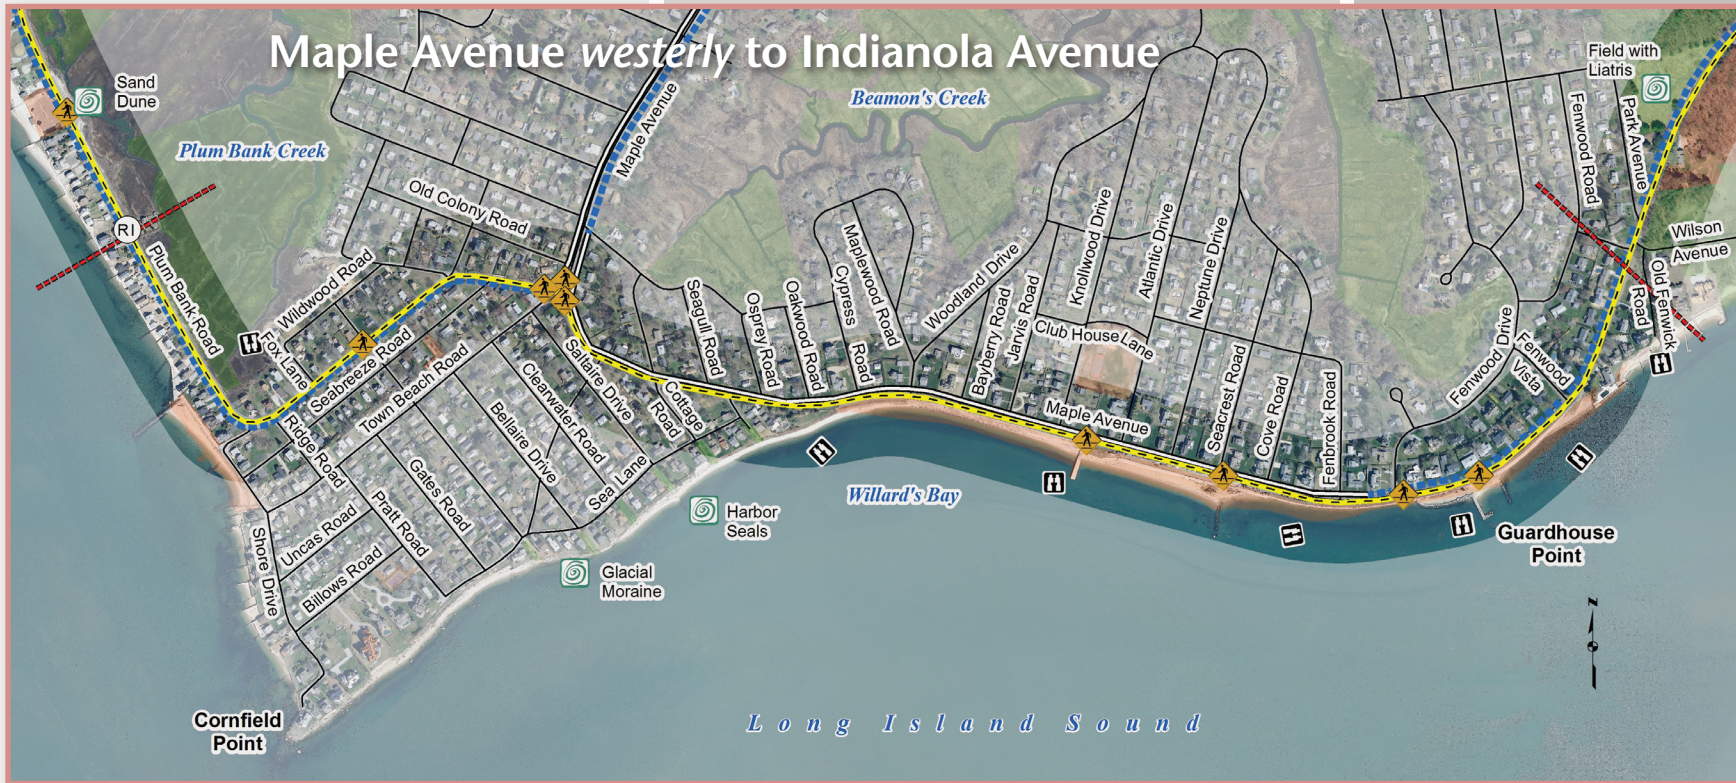 Maple Avenue westerly to Indianola Avenue
Sand
Dune
Plum Bank Creek
Beamon's Creek
Field with
Liatris
Maple Avenue
Old Colony Road
R1
Plum Bank Road
Wildwood Road
Fox Lane
Seabreeze Road
Town Beach Road
Ridge Road
Saltaire Drive
Clearwater Road
Bellaire Drive
Gates Road
Pratt Road
Uncas Road
Billows Road
Shore Drive
Sea Lane
Cottage
Road
Seagull Road
Osprey Road
Oakwood Road
Cypress
Road
Maplewood Road
Woodland Drive
Bayberry Road
Jarvis Road
Knollwood Drive
Atlantic Drive
Neptune Drive
Club House Lane
Maple Avenue
Seacrest Road
Cove Road
Fenbrook Road
Fenwood Drive
Fenwood
Vista
Fenwood Road
Park Avenue
Wilson
Avenue
Old Fenwick
Road
Harbor
Seals
Glacial
Moraine
Willard's Bay
Guardhouse
Point
N
Cornfield
Point
Long Island Sound